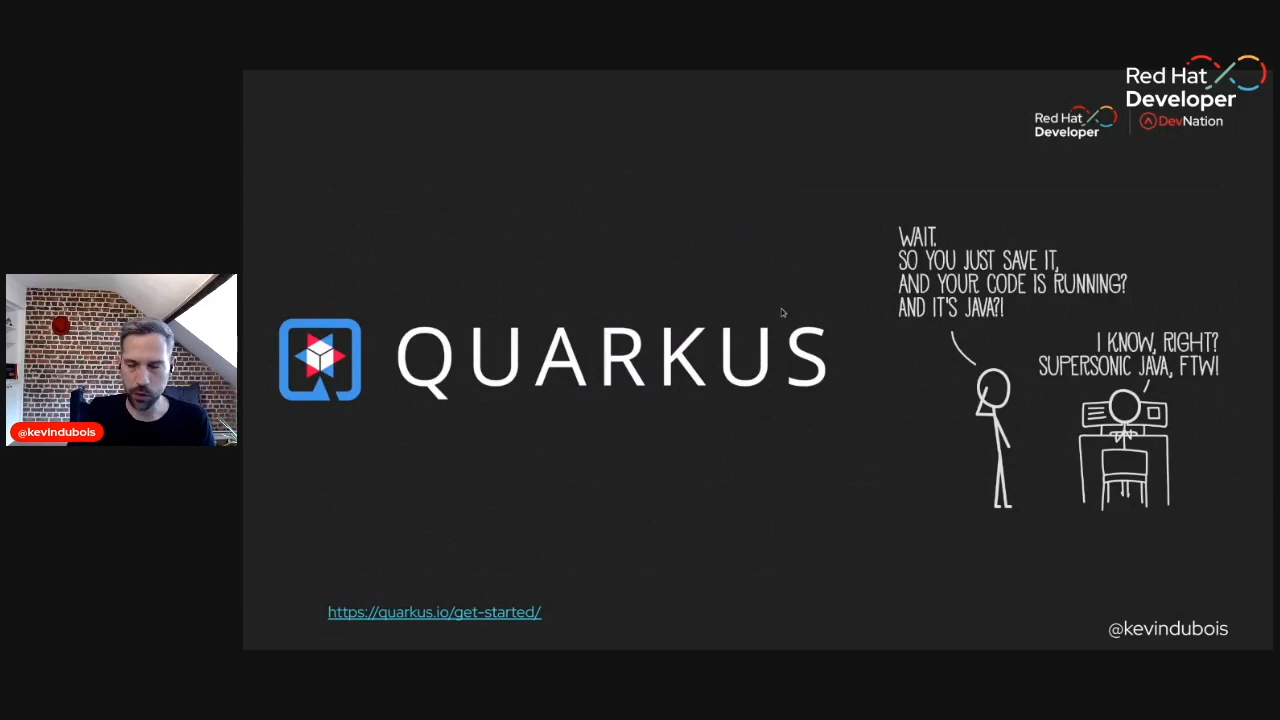 Red Hat
Developer
Red Hat
Developer
DevNation
WAIT.
SO YOU JUST SAVE IT,
AND YOUR CODE IS RUNNING?
AND IT'S JAVA?!
I KNOW, RIGHT?
SUPERSONIC JAVA, FTW!
QUARKUS
@kevindubois
https://quarkus.io/get-started/
@kevindubois